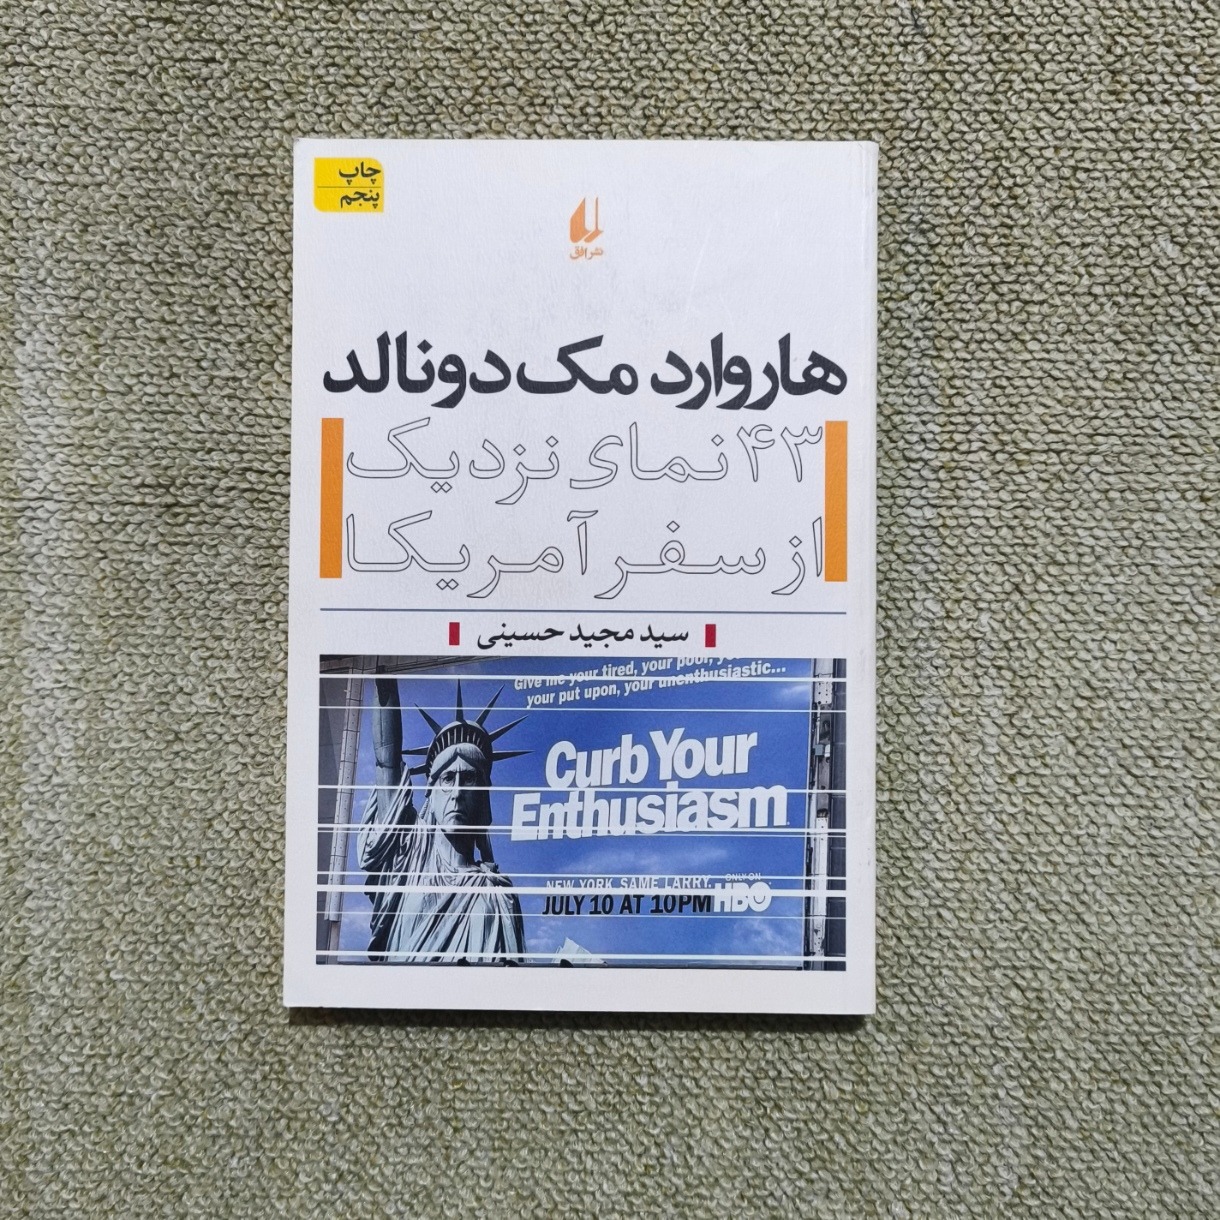 چاپ
پنجم
نشر افق
هاروارد مک‌دونالد
۴۳ نمای نزدیک
از سفر آمریکا
سید مجید حسینی
Give me your tired, your poor,
your put upon, your unenthusiastic...
Curb Your
Enthusiasm
NEW YORK. SAME LARRY.
ONLY ON
JULY 10 AT 10PM HBO